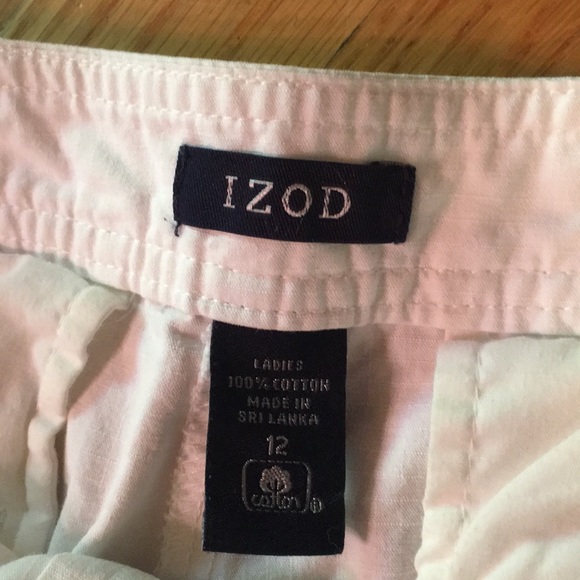 IZOD
LADIES
100% COTTON
MADE IN
SRI LANKA
12
cotton
®